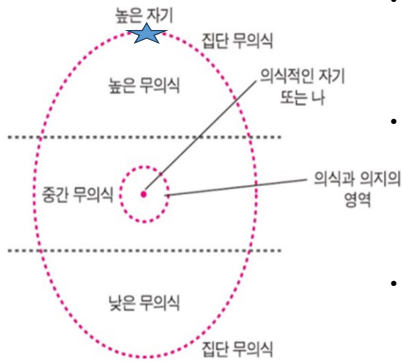 높은 자기
집단 무의식
높은 무의식
의식적인 자기
또는 나
중간 무의식
의식과 의지의
영역
낮은 무의식
집단 무의식